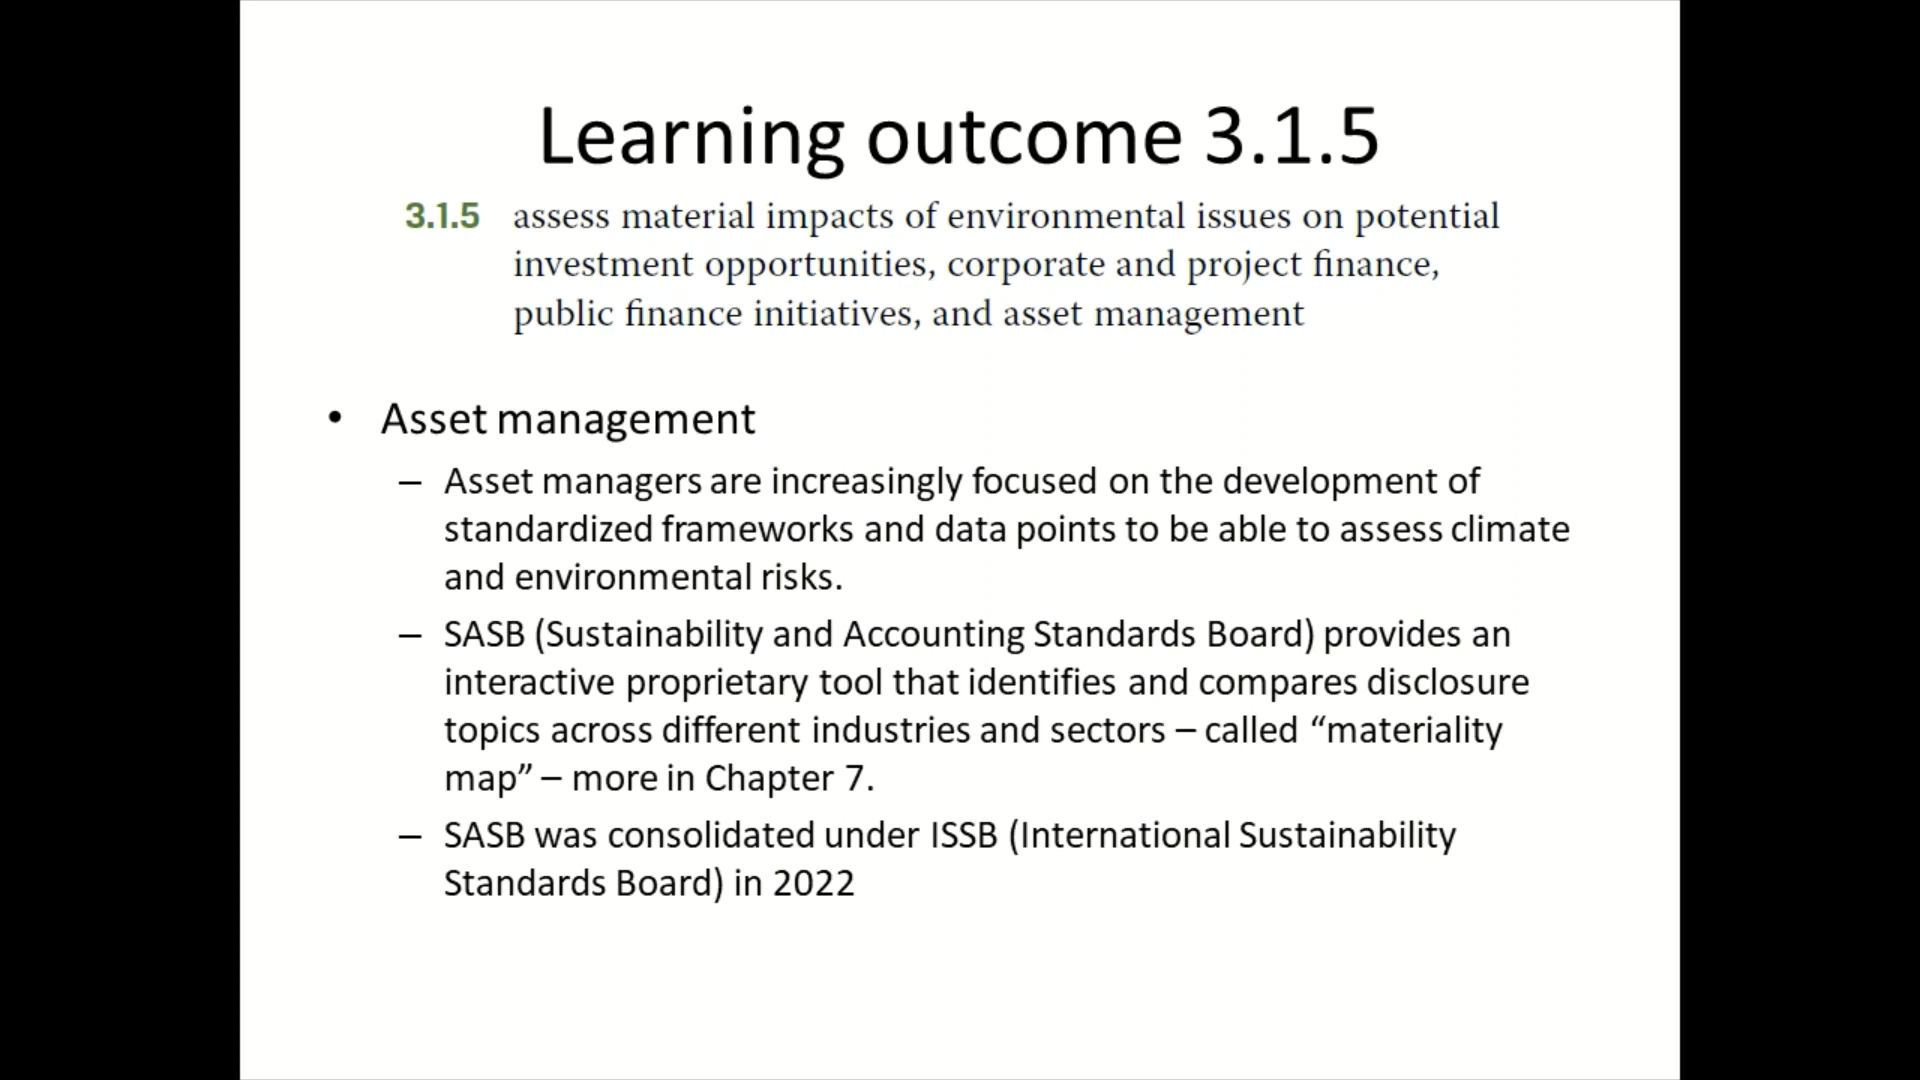 Learning outcome 3.1.5
3.1.5 assess material impacts of environmental issues on potential
investment opportunities, corporate and project finance,
public finance initiatives, and asset management
• Asset management
– Asset managers are increasingly focused on the development of
standardized frameworks and data points to be able to assess climate
and environmental risks.
– SASB (Sustainability and Accounting Standards Board) provides an
interactive proprietary tool that identifies and compares disclosure
topics across different industries and sectors – called “materiality
map” – more in Chapter 7.
– SASB was consolidated under ISSB (International Sustainability
Standards Board) in 2022